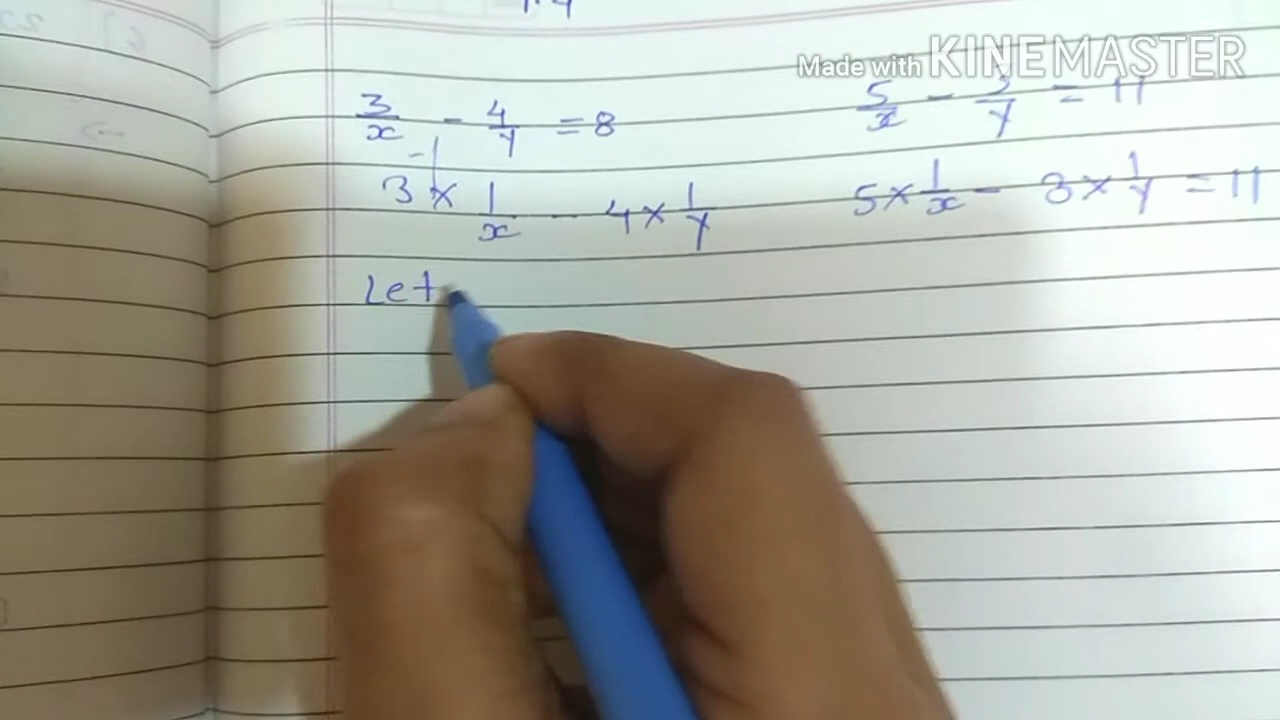 Made with KINEMASTER
3/x - 4/y = 8
5/x - 3/y = 11
3 × 1/x - 4 × 1/y
5 × 1/x - 3 × 1/y = 11
Let